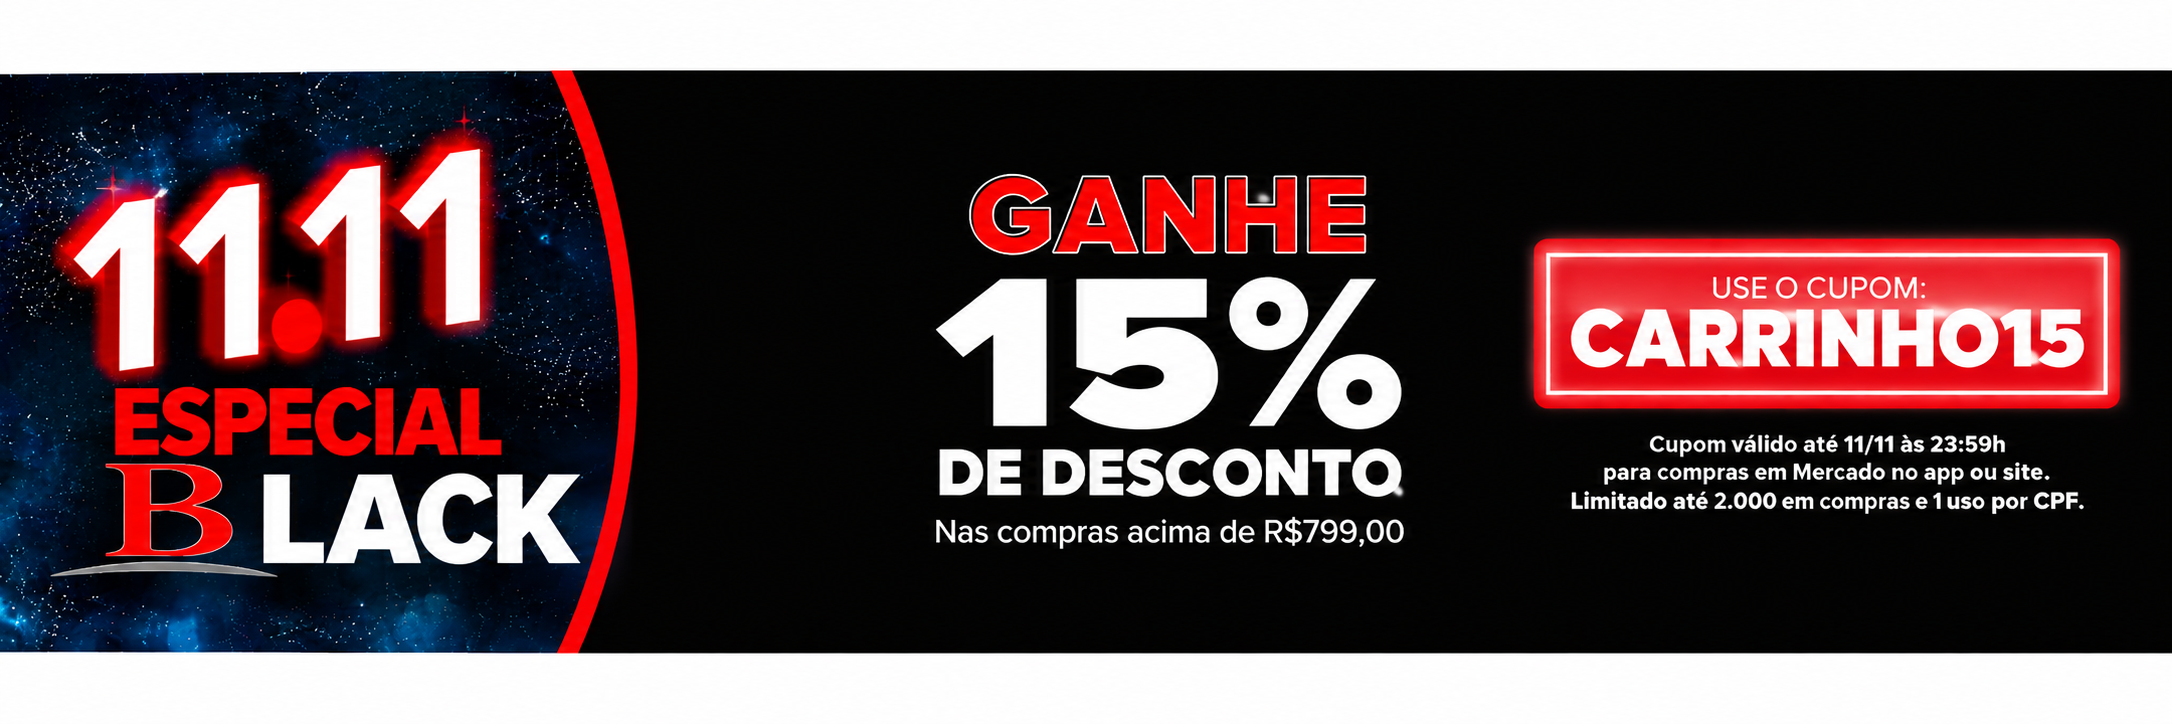 11.11
ESPECIAL
BLACK
GANHE
15%
DE DESCONTO
Nas compras acima de R$799,00
USE O CUPOM:
CARRINHO15
Cupom válido até 11/11 às 23:59h
para compras em Mercado no app ou site.
Limitado até 2.000 em compras e 1 uso por CPF.